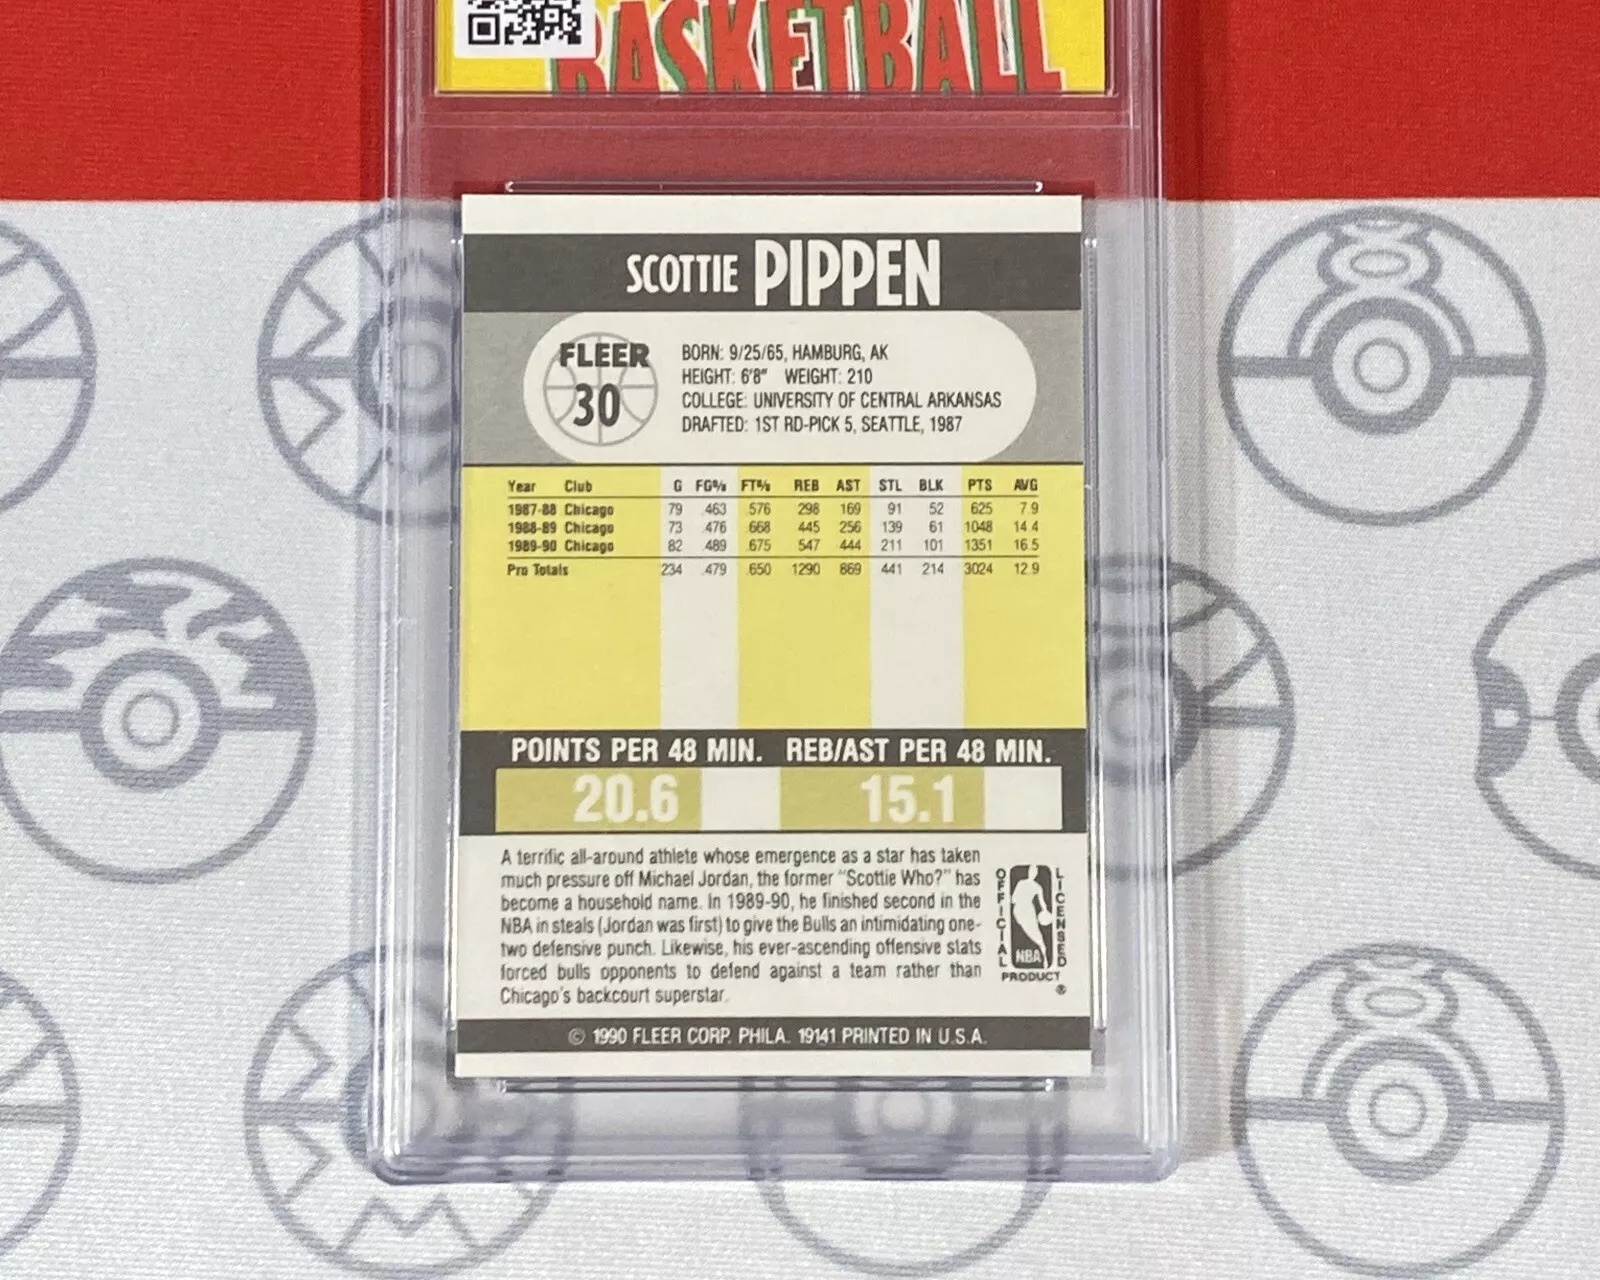 BASKETBALL
SCOTTIE PIPPEN
FLEER
30
BORN: 9/25/65, HAMBURG, AK
HEIGHT: 6'8" WEIGHT: 210
COLLEGE: UNIVERSITY OF CENTRAL ARKANSAS
DRAFTED: 1ST RD-PICK 5, SEATTLE, 1987
Year Club G FG% FT% REB AST STL BLK PTS AVG
1987-88 Chicago 79 .463 .576 298 169 91 52 625 7.9
1988-89 Chicago 73 .476 .668 445 256 139 61 1048 14.4
1989-90 Chicago 82 .489 .675 547 444 211 101 1351 16.5
Pro Totals 234 .479 .650 1290 869 441 214 3024 12.9
POINTS PER 48 MIN. REB/AST PER 48 MIN.
20.6 15.1
A terrific all-around athlete whose emergence as a star has taken
much pressure off Michael Jordan, the former "Scottie Who?" has
become a household name. In 1989-90, he finished second in the
NBA in steals (Jordan was first) to give the Bulls an intimidating one-
two defensive punch. Likewise, his ever-ascending offensive stats
forced bulls opponents to defend against a team rather than
Chicago's backcourt superstar.
OFFICIAL
NBA
LICENSED
PRODUCT
®
© 1990 FLEER CORP. PHILA. 19141 PRINTED IN U.S.A.